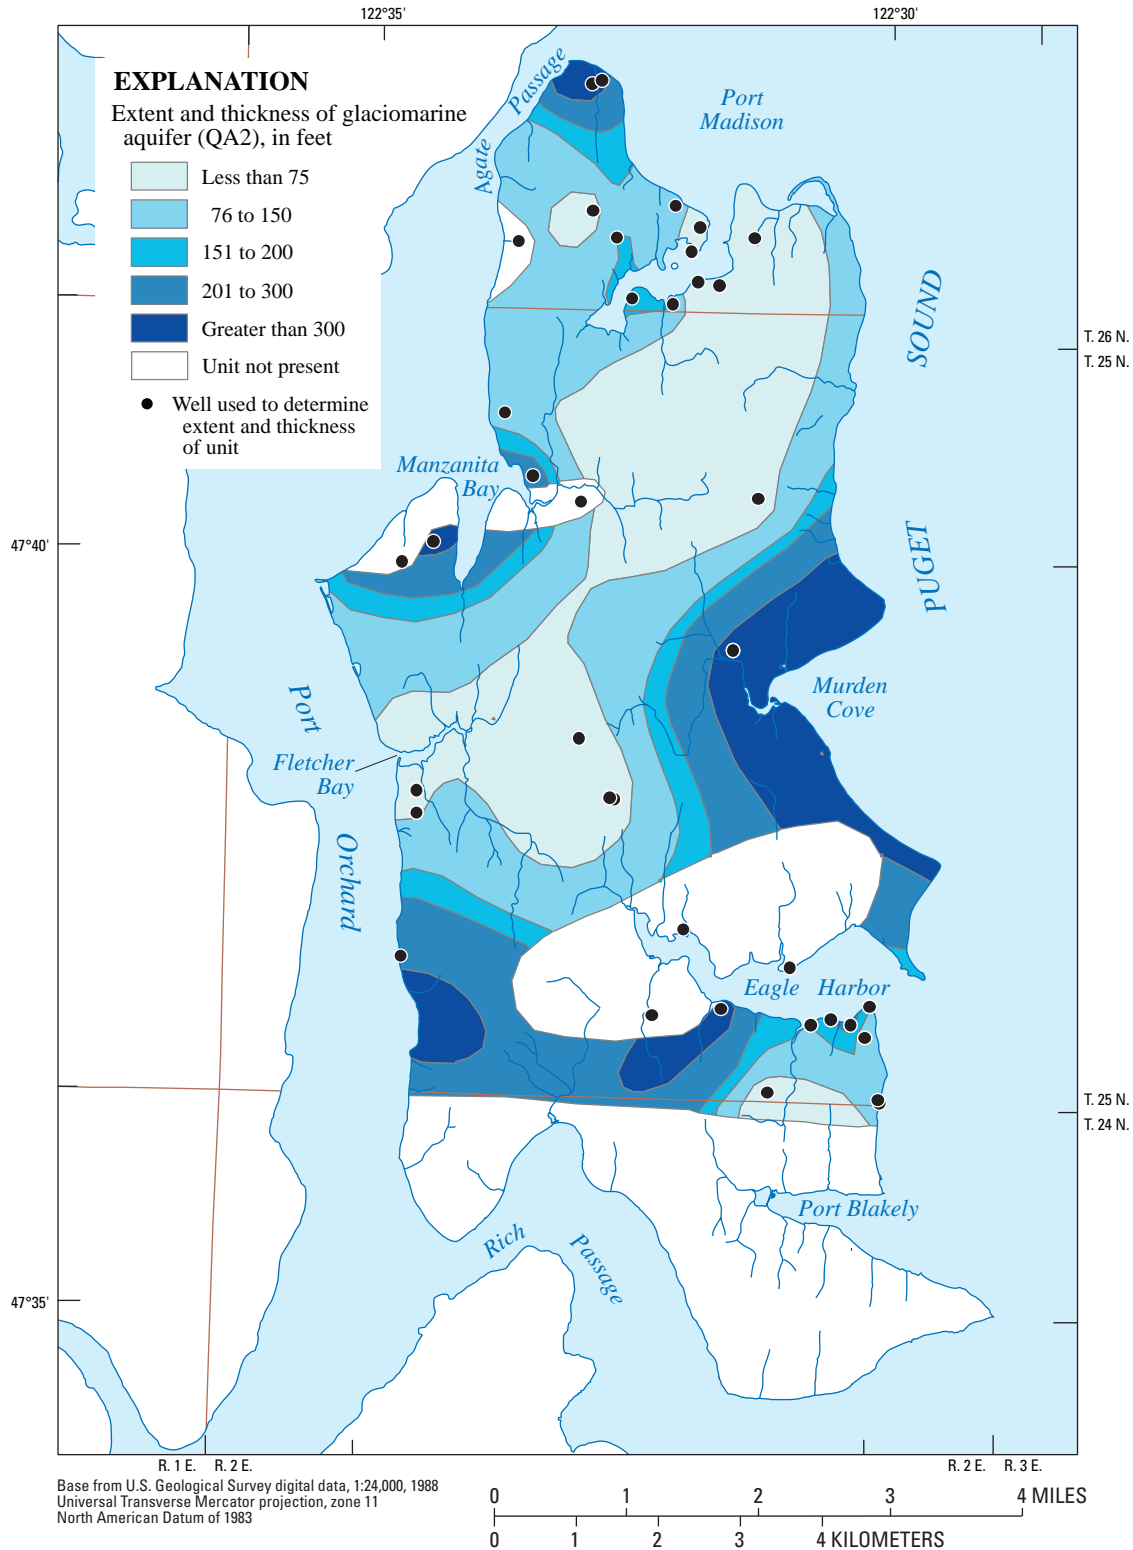 122°35'
122°30'
EXPLANATION
Extent and thickness of glaciomarine
aquifer (QA2), in feet
Less than 75
76 to 150
151 to 200
201 to 300
Greater than 300
Unit not present
Well used to determine
extent and thickness
of unit
Agate Passage
Port
Madison
PUGET SOUND
T. 26 N.
T. 25 N.
Manzanita
Bay
47°40'
Murden
Cove
Port Orchard
Fletcher
Bay
Eagle Harbor
T. 25 N.
T. 24 N.
Port Blakely
Rich Passage
47°35'
R. 1 E. R. 2 E.
R. 2 E. R. 3 E.
Base from U.S. Geological Survey digital data, 1:24,000, 1988
Universal Transverse Mercator projection, zone 11
North American Datum of 1983
0 1 2 3 4 MILES
0 1 2 3 4 KILOMETERS